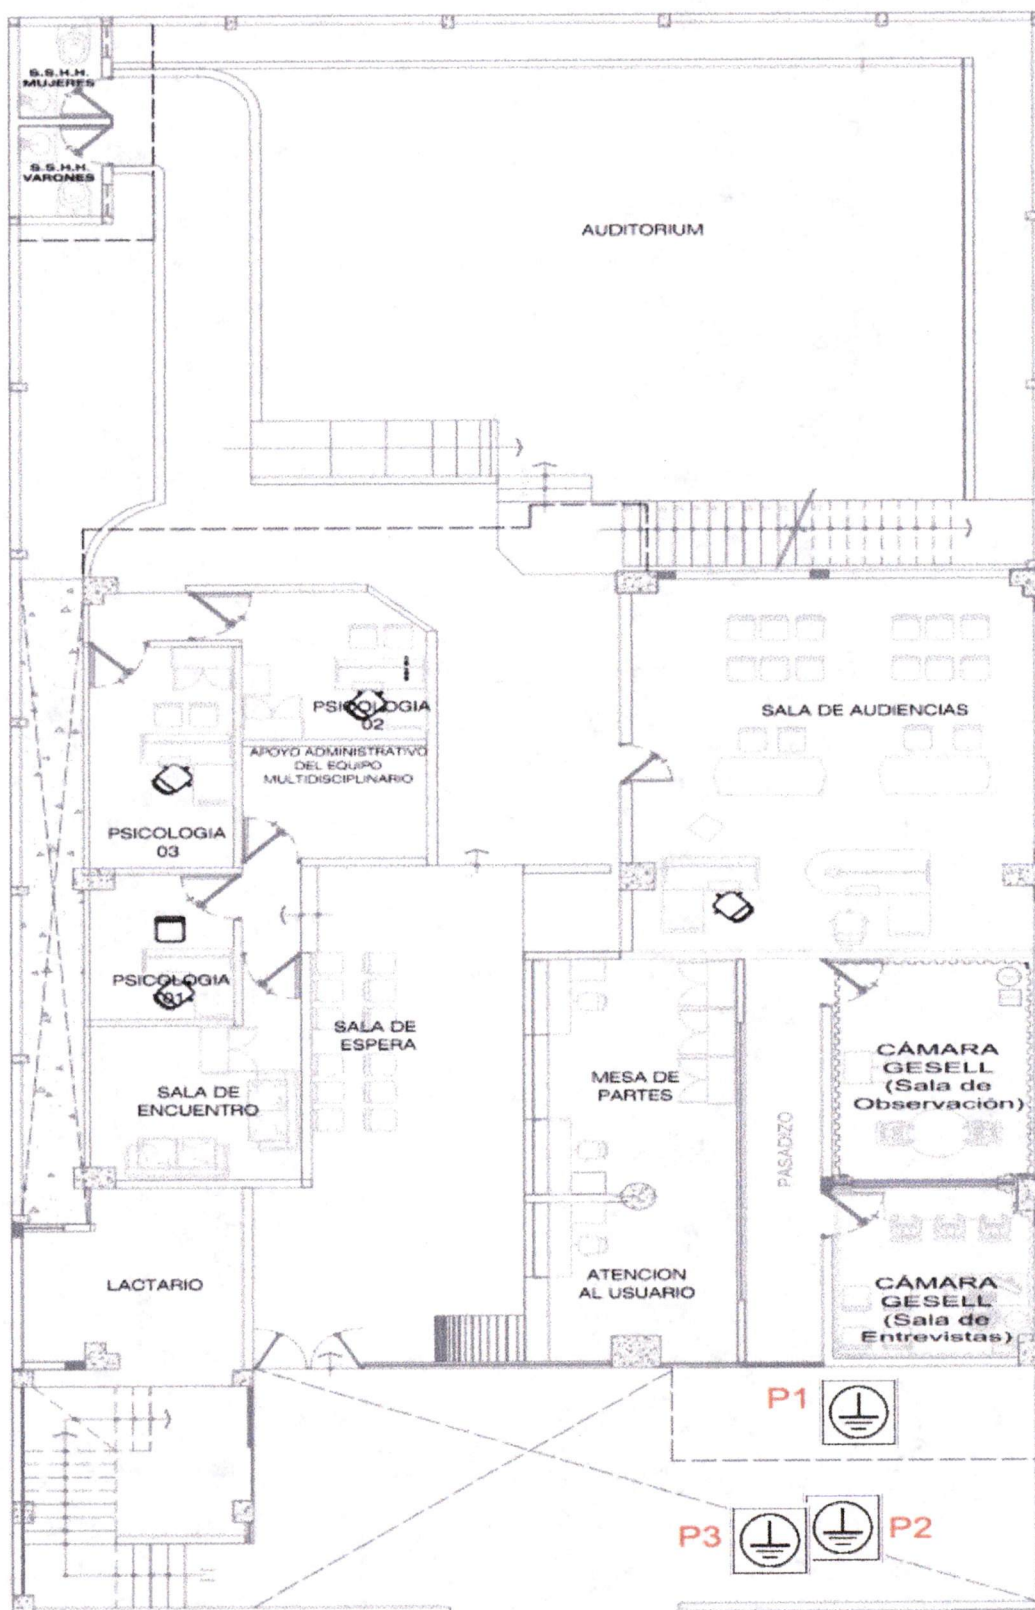 S.S.H.H.
MUJERES
S.S.H.H.
VARONES
AUDITORIUM
PSICOLOGIA
02
SALA DE AUDIENCIAS
APOYO ADMINISTRATIVO
DEL EQUIPO
MULTIDISCIPLINARIO
PSICOLOGIA
03
PSICOLOGIA
01
SALA DE
ESPERA
SALA DE
ENCUENTRO
MESA DE
PARTES
PASADIZO
CÁMARA
GESELL
(Sala de
Observación)
LACTARIO
ATENCION
AL USUARIO
CÁMARA
GESELL
(Sala de
Entrevistas)
P1
P3
P2